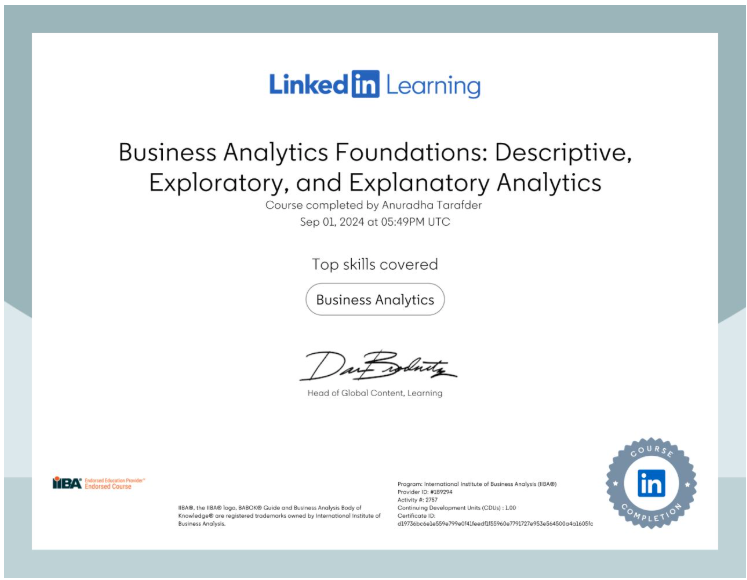 Linked in Learning
Business Analytics Foundations: Descriptive,
Exploratory, and Explanatory Analytics
Course completed by Anuradha Tarafder
Sep 01, 2024 at 05:49PM UTC
Top skills covered
Business Analytics
Head of Global Content, Learning
IIBA® Endorsed Education Provider™
Endorsed Course
IIBA®, the IIBA® logo, BABOK® Guide and Business Analysis Body of
Knowledge® are registered trademarks owned by International Institute of
Business Analysis.
Program: International Institute of Business Analysis (IIBA®)
Provider ID: #189294
Activity #: 2757
Continuing Development Units (CDUs) : 1.00
Certificate ID:
COURSE
in
COMPLETION